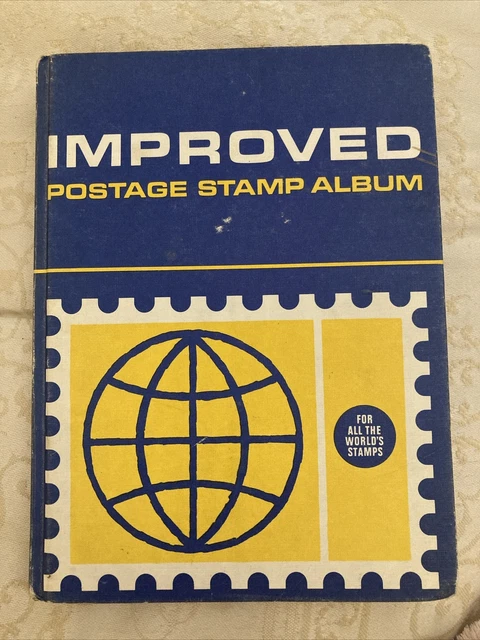 IMPROVED
POSTAGE STAMP ALBUM
FOR
ALL THE
WORLD'S
STAMPS